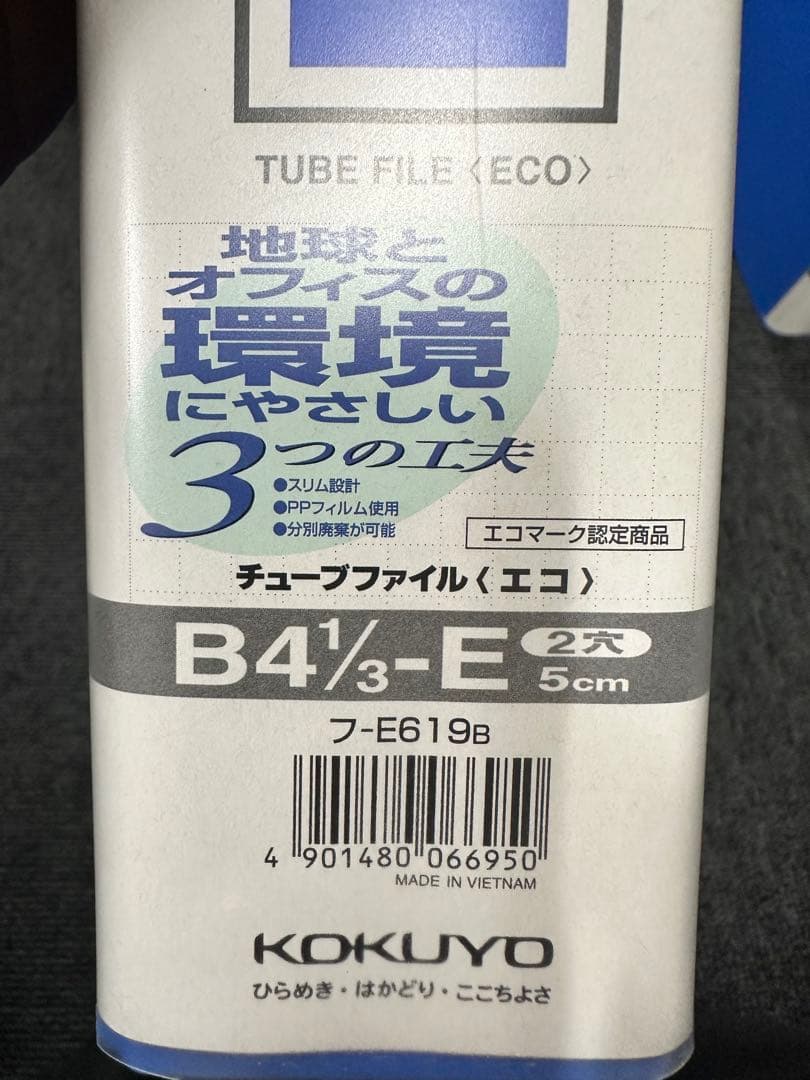 TUBE FILE〈ECO〉
地球と
オフィスの
環境
にやさしい
3つの工夫
●スリム設計
●PPフィルム使用
●分別廃棄が可能
エコマーク認定商品
チューブファイル〈エコ〉
B4⅓-E 2穴
5cm
フ-E619B
4 901480 066950
MADE IN VIETNAM
KOKUYO
ひらめき・はかどり・ここちよさ